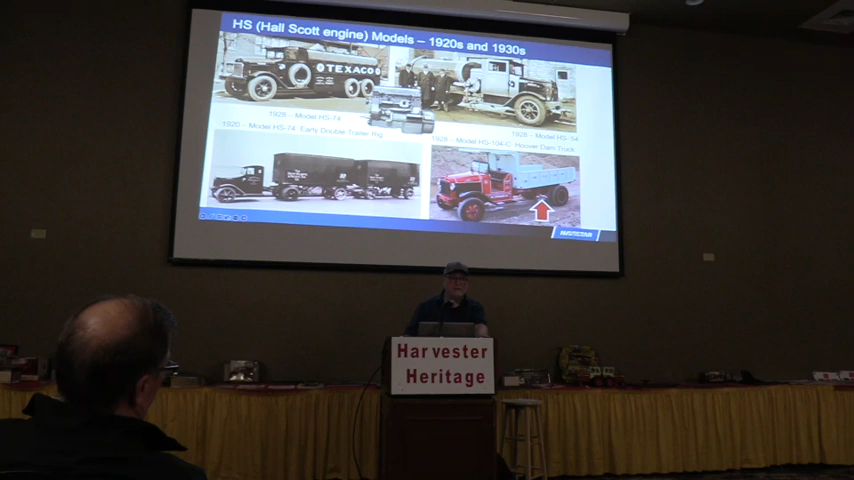 HS (Hall Scott engine) Models – 1920s and 1930s
TEXACO
1928 – Model HS-74
1928 – Model HS-54
1920 – Model HS-74 Early Double Trailer Rig
1928 – Model HS-104-C Hoover Dam Truck
NAVISTAR
Harvester
Heritage